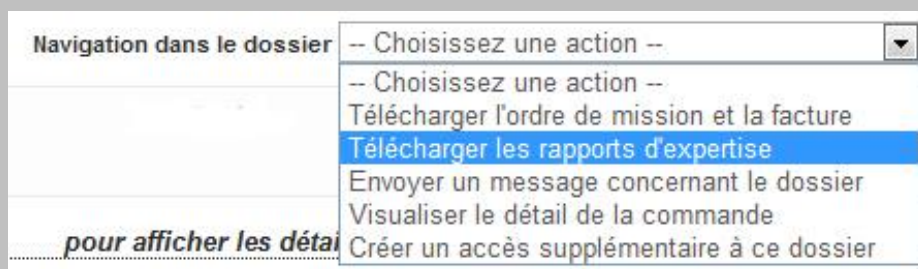 Navigation dans le dossier -- Choisissez une action --
-- Choisissez une action --
Télécharger l'ordre de mission et la facture
Télécharger les rapports d'expertise
Envoyer un message concernant le dossier
Visualiser le détail de la commande
pour afficher les détai
Créer un accès supplémentaire à ce dossier